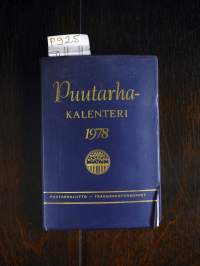 p925
Puutarha-
KALENTERI
1978
PUUTARHALIITTO - TRÄDGÅRDSFÖRBUNDET